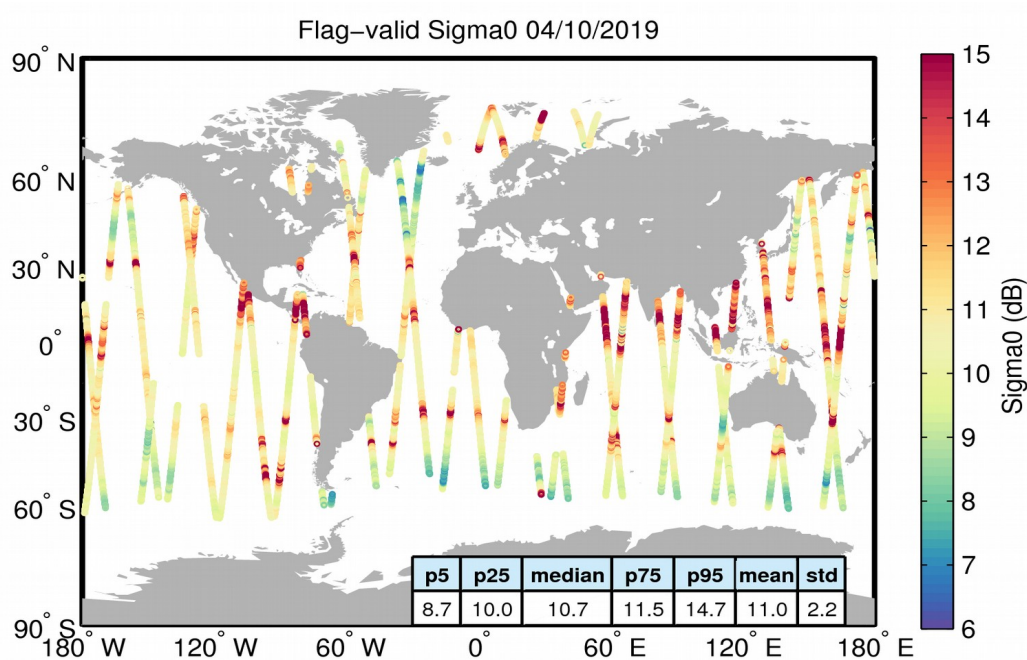 Flag−valid Sigma0 04/10/2019
90° N
60° N
30° N
0°
30° S
60° S
90° S
180° W
120° W
60° W
0°
60° E
120° E
180° E
15
14
13
12
11
10
9
8
7
6
Sigma0 (dB)
p5 p25 median p75 p95 mean std
8.7 10.0 10.7 11.5 14.7 11.0 2.2